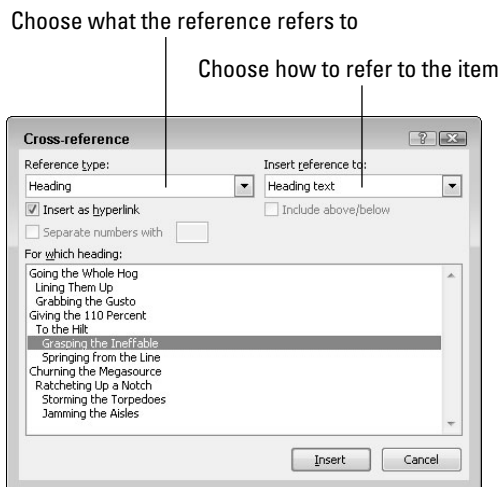 Choose what the reference refers to
Choose how to refer to the item
Cross-reference
Reference type:
Insert reference to:
Heading
Heading text
Insert as hyperlink
Include above/below
Separate numbers with
For which heading:
Going the Whole Hog
Lining Them Up
Grabbing the Gusto
Giving the 110 Percent
To the Hilt
Grasping the Ineffable
Springing from the Line
Churning the Megasource
Ratcheting Up a Notch
Storming the Torpedoes
Jamming the Aisles
Insert
Cancel